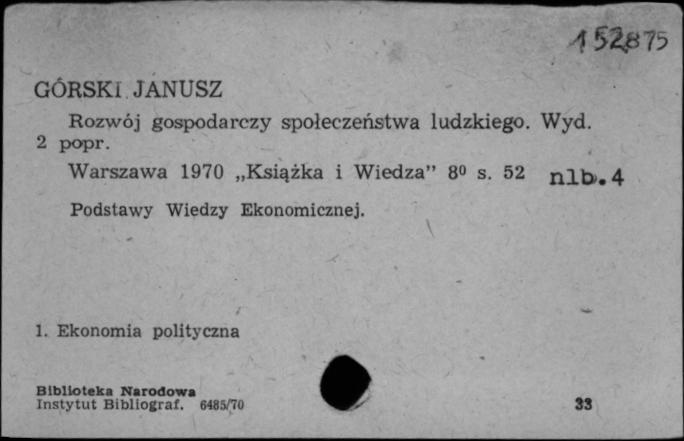 152875
GÓRSKI JANUSZ
Rozwój gospodarczy społeczeństwa ludzkiego. Wyd.
2 popr.
Warszawa 1970 „Książka i Wiedza” 8⁰ s. 52 nlb. 4
Podstawy Wiedzy Ekonomicznej.
1. Ekonomia polityczna
Biblioteka Narodowa
Instytut Bibliograf. 6485/70
33